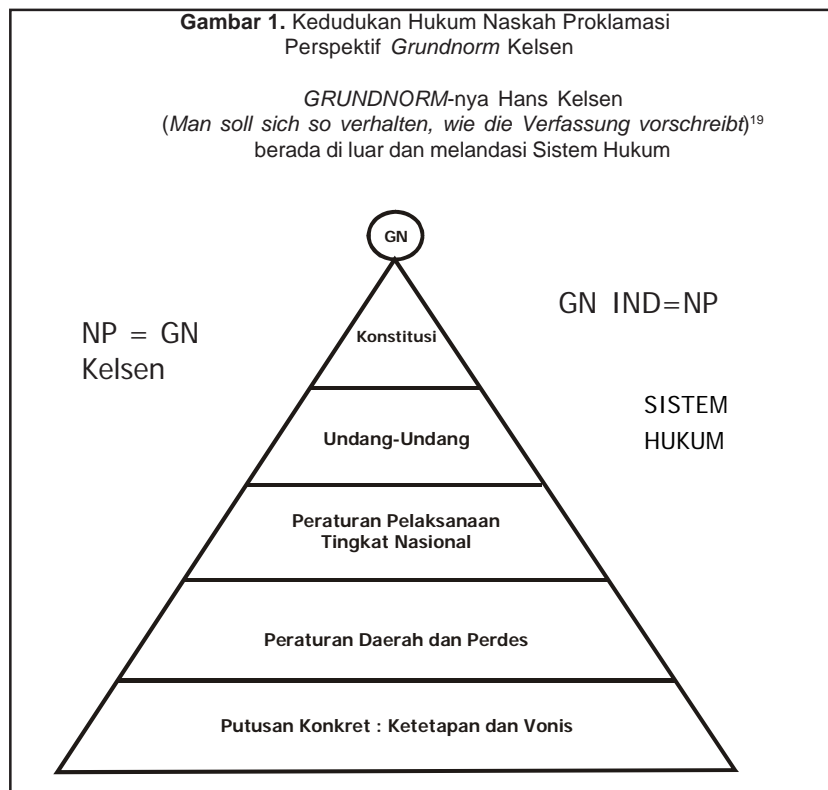 Gambar 1. Kedudukan Hukum Naskah Proklamasi
Perspektif Grundnorm Kelsen
GRUNDNORM-nya Hans Kelsen
(Man soll sich so verhalten, wie die Verfassung vorschreibt)¹⁹
berada di luar dan melandasi Sistem Hukum
GN
GN IND=NP
NP = GN
Kelsen
Konstitusi
SISTEM
HUKUM
Undang-Undang
Peraturan Pelaksanaan
Tingkat Nasional
Peraturan Daerah dan Perdes
Putusan Konkret : Ketetapan dan Vonis